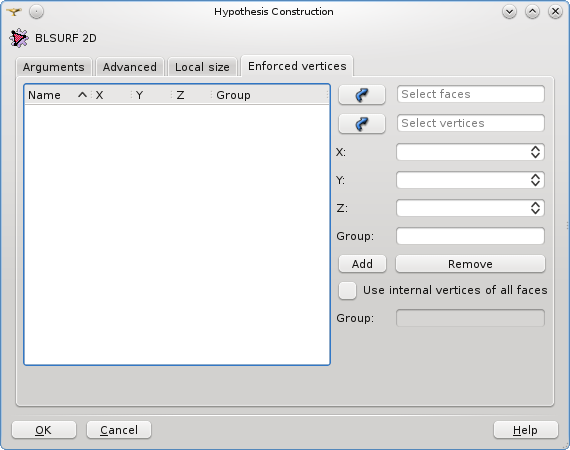 Hypothesis Construction
BLSURF 2D
Arguments Advanced Local size Enforced vertices
Name X Y Z Group
Select faces
Select vertices
X:
Y:
Z:
Group:
Add Remove
Use internal vertices of all faces
Group:
OK Cancel Help